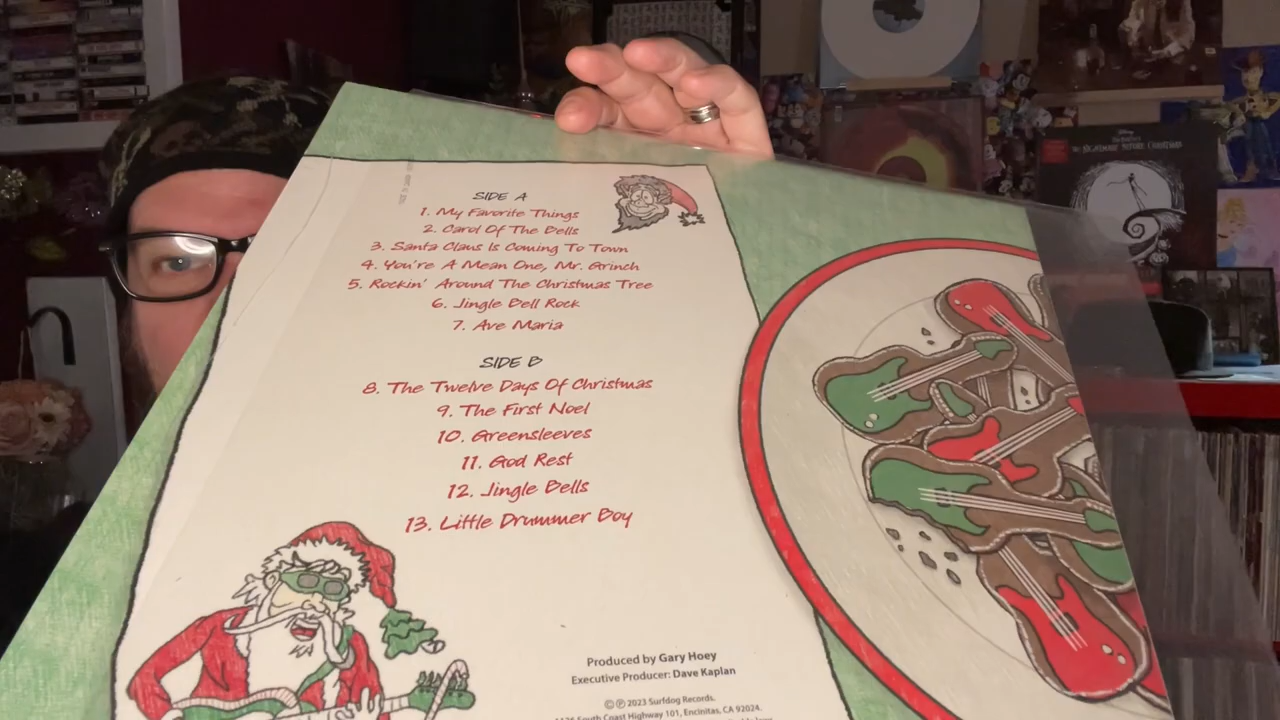 SIDE A
1. My Favorite Things
2. Carol Of The Bells
3. Santa Claus Is Coming To Town
4. You're A Mean One, Mr. Grinch
5. Rockin' Around The Christmas Tree
6. Jingle Bell Rock
7. Ave Maria
SIDE B
8. The Twelve Days Of Christmas
9. The First Noel
10. Greensleeves
11. God Rest
12. Jingle Bells
13. Little Drummer Boy
Produced by Gary Hoey
Executive Producer: Dave Kaplan
©℗ 2023 Surfdog Records.
South Coast Highway 101, Encinitas, CA 92024.
Disney